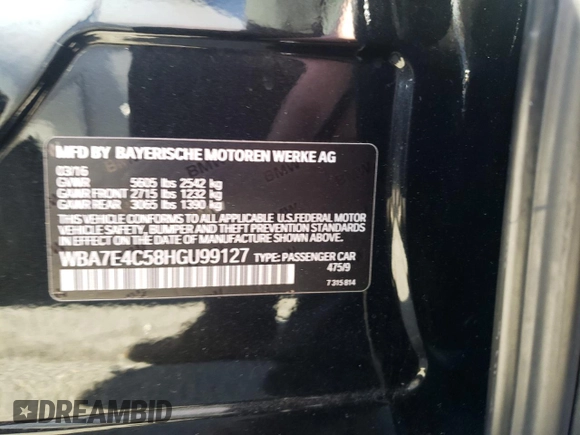 MFD BY BAYERISCHE MOTOREN WERKE AG
03/16
GVWR 5605 lbs 2542 kg
GAWR FRONT 2715 lbs 1232 kg
GAWR REAR 3065 lbs 1390 kg
THIS VEHICLE CONFORMS TO ALL APPLICABLE U.S.FEDERAL MOTOR
VEHICLE SAFETY, BUMPER AND THEFT PREVENTION STANDARDS
IN EFFECT ON THE DATE OF MANUFACTURE SHOWN ABOVE.
WBA7E4C58HGU99127 TYPE: PASSENGER CAR
475/9
7 315 814
DREAMBID